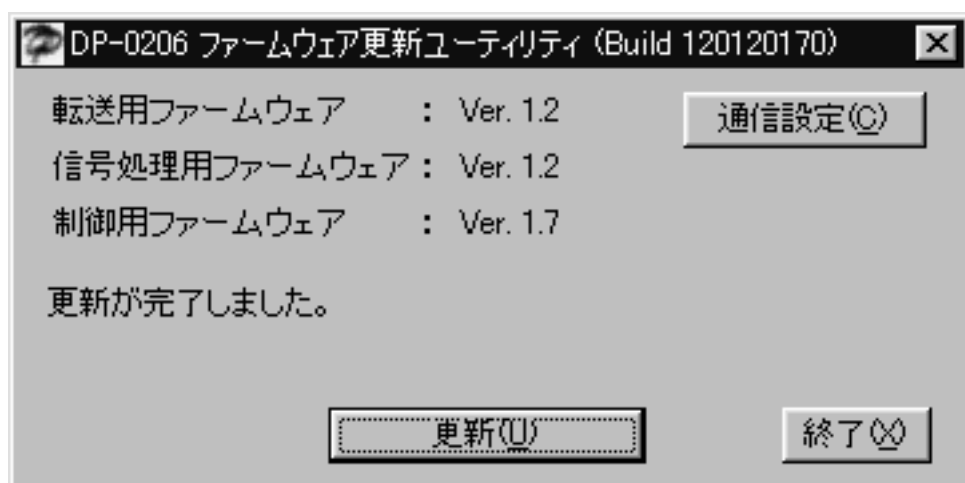 DP-0206 ファームウェア更新ユーティリティ (Build 120120170)
転送用ファームウェア : Ver. 1.2
通信設定(C)
信号処理用ファームウェア : Ver. 1.2
制御用ファームウェア : Ver. 1.7
更新が完了しました。
更新(U)
終了(X)